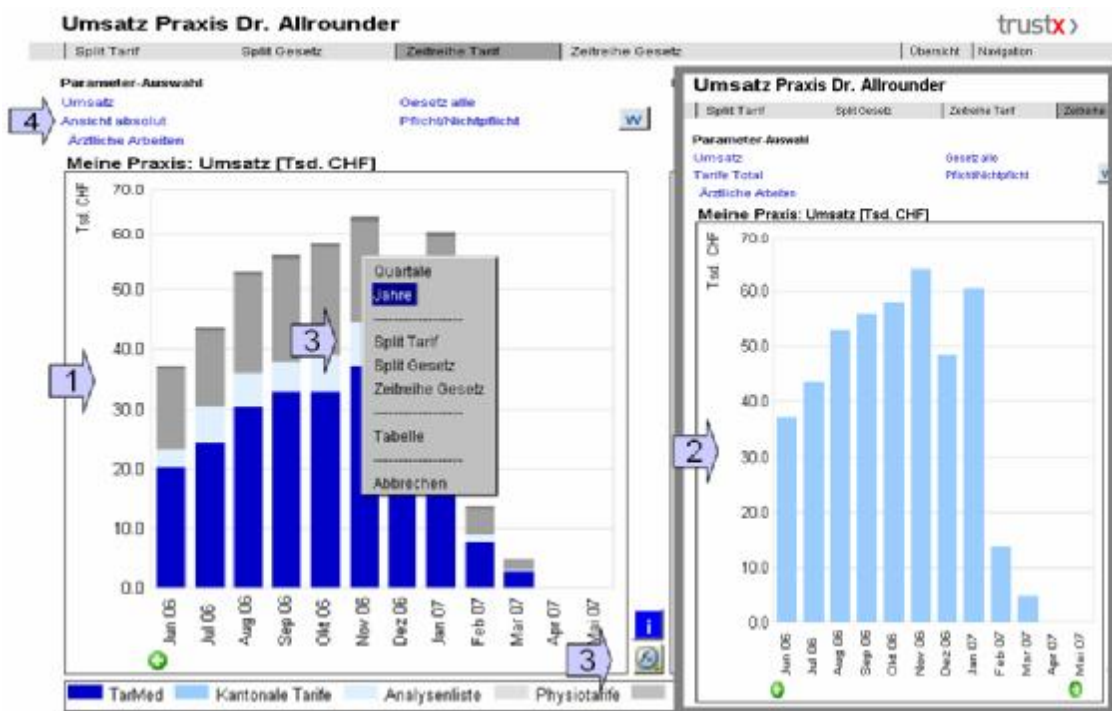 Umsatz Praxis Dr. Allrounder
trustx
Split Tarif Split Gesetz Zeitreihe Tarif Zeitreihe Gesetz Übersicht Navigation
Parameter-Auswahl
Umsatz Gesetz alle
4 Ansicht absolut Pflicht/Nichtpflicht W
Ärztliche Arbeiten
Meine Praxis: Umsatz [Tsd. CHF]
Tsd. CHF
70.0
60.0
50.0
40.0
30.0
20.0
10.0
0.0
1
3
Quartale
Jahre
--------------------
Split Tarif
Split Gesetz
Zeitreihe Gesetz
--------------------
Tabelle
--------------------
Abbrechen
Jun 06 Jul 06 Aug 06 Sep 06 Okt 06 Nov 06 Dez 06 Jan 07 Feb 07 Mar 07 Apr 07 Mai 07
i
3
TarMed Kantonale Tarife Analysenliste Physiotarife
Umsatz Praxis Dr. Allrounder
Split Tarif Split Gesetz Zeitreihe Tarif Zeitreihe
Parameter-Auswahl
Umsatz Gesetz alle
Tarife Total Pflicht/Nichtpflicht W
Ärztliche Arbeiten
Meine Praxis: Umsatz [Tsd. CHF]
Tsd. CHF
70.0
60.0
50.0
40.0
30.0
20.0
10.0
0.0
2
Jun 06 Jul 06 Aug 06 Sep 06 Okt 06 Nov 06 Dez 06 Jan 07 Feb 07 Mar 07 Apr 07 Mai 07